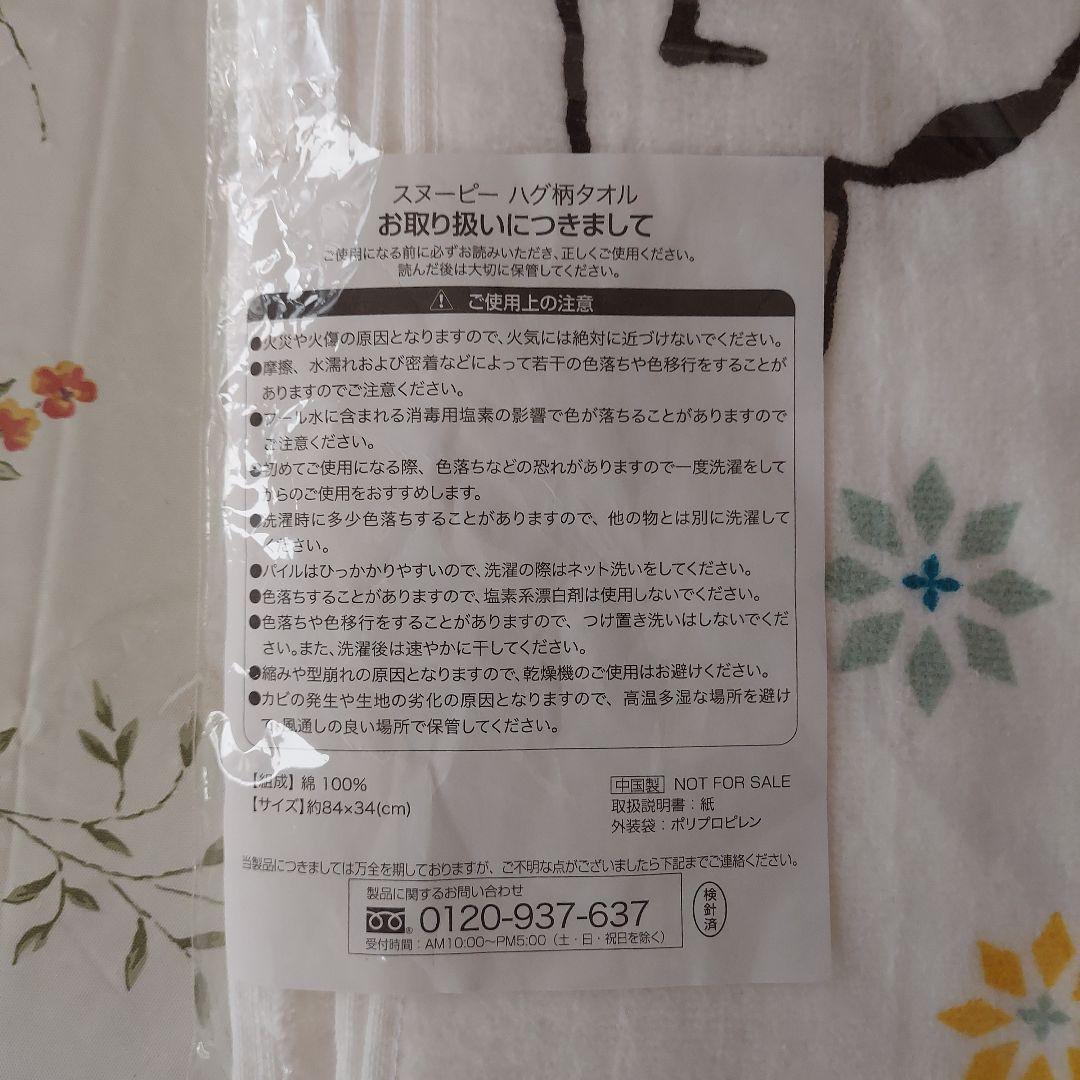 スヌーピー ハグ柄タオル
お取り扱いにつきまして
ご使用になる前に必ずお読みいただき、正しくご使用ください。
読んだ後は大切に保管してください。
⚠ ご使用上の注意
●火災や火傷の原因となりますので、火気には絶対に近づけないでください。
●摩擦、水濡れおよび密着などによって若干の色落ちや色移行をすることが
ありますのでご注意ください。
●プール水に含まれる消毒用塩素の影響で色が落ちることがありますので
ご注意ください。
●初めてご使用になる際、色落ちなどの恐れがありますので一度洗濯をして
からのご使用をおすすめします。
●洗濯時に多少色落ちすることがありますので、他の物とは別に洗濯して
ください。
●パイルはひっかかりやすいので、洗濯の際はネット洗いをしてください。
●色落ちすることがありますので、塩素系漂白剤は使用しないでください。
●色落ちや色移行をすることがありますので、つけ置き洗いはしないでくだ
さい。また、洗濯後は速やかに干してください。
●縮みや型崩れの原因となりますので、乾燥機のご使用はお避けください。
●カビの発生や生地の劣化の原因となりますので、高温多湿な場所を避け
て、風通しの良い場所で保管してください。
【組成】綿 100%
【サイズ】約84×34(cm)
中国製 NOT FOR SALE
取扱説明書：紙
外装袋：ポリプロピレン
当製品につきましては万全を期しておりますが、ご不明な点がございましたら下記までご連絡ください。
製品に関するお問い合わせ
0120-937-637
受付時間：AM10:00〜PM5:00（土・日・祝日を除く）
検針済